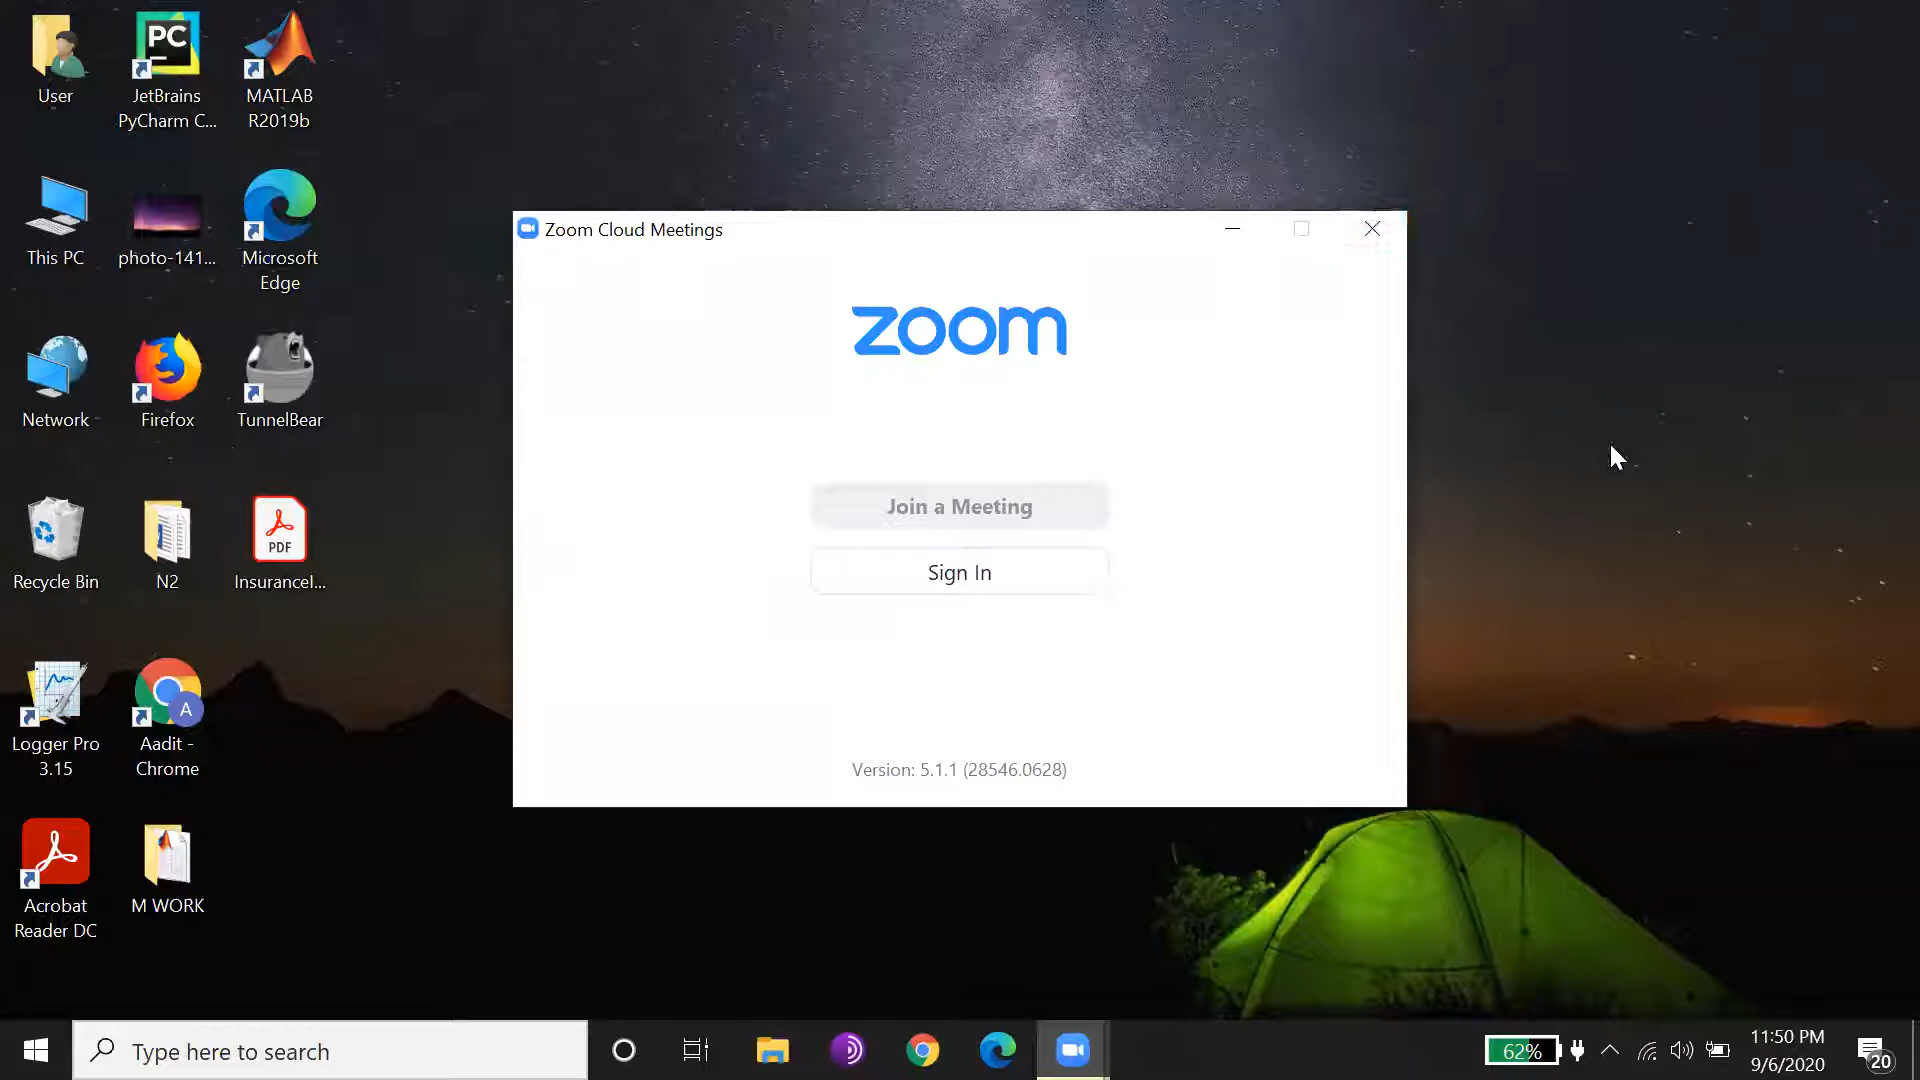 User
JetBrains
PyCharm C...
PC
MATLAB
R2019b
This PC
photo-141...
Microsoft
Edge
Network
Firefox
TunnelBear
Recycle Bin
N2
PDF
InsuranceI...
Logger Pro
3.15
A
Aadit -
Chrome
Acrobat
Reader DC
M WORK
Zoom Cloud Meetings
zoom
Join a Meeting
Sign In
Version: 5.1.1 (28546.0628)
Type here to search
62%
11:50 PM
9/6/2020
20